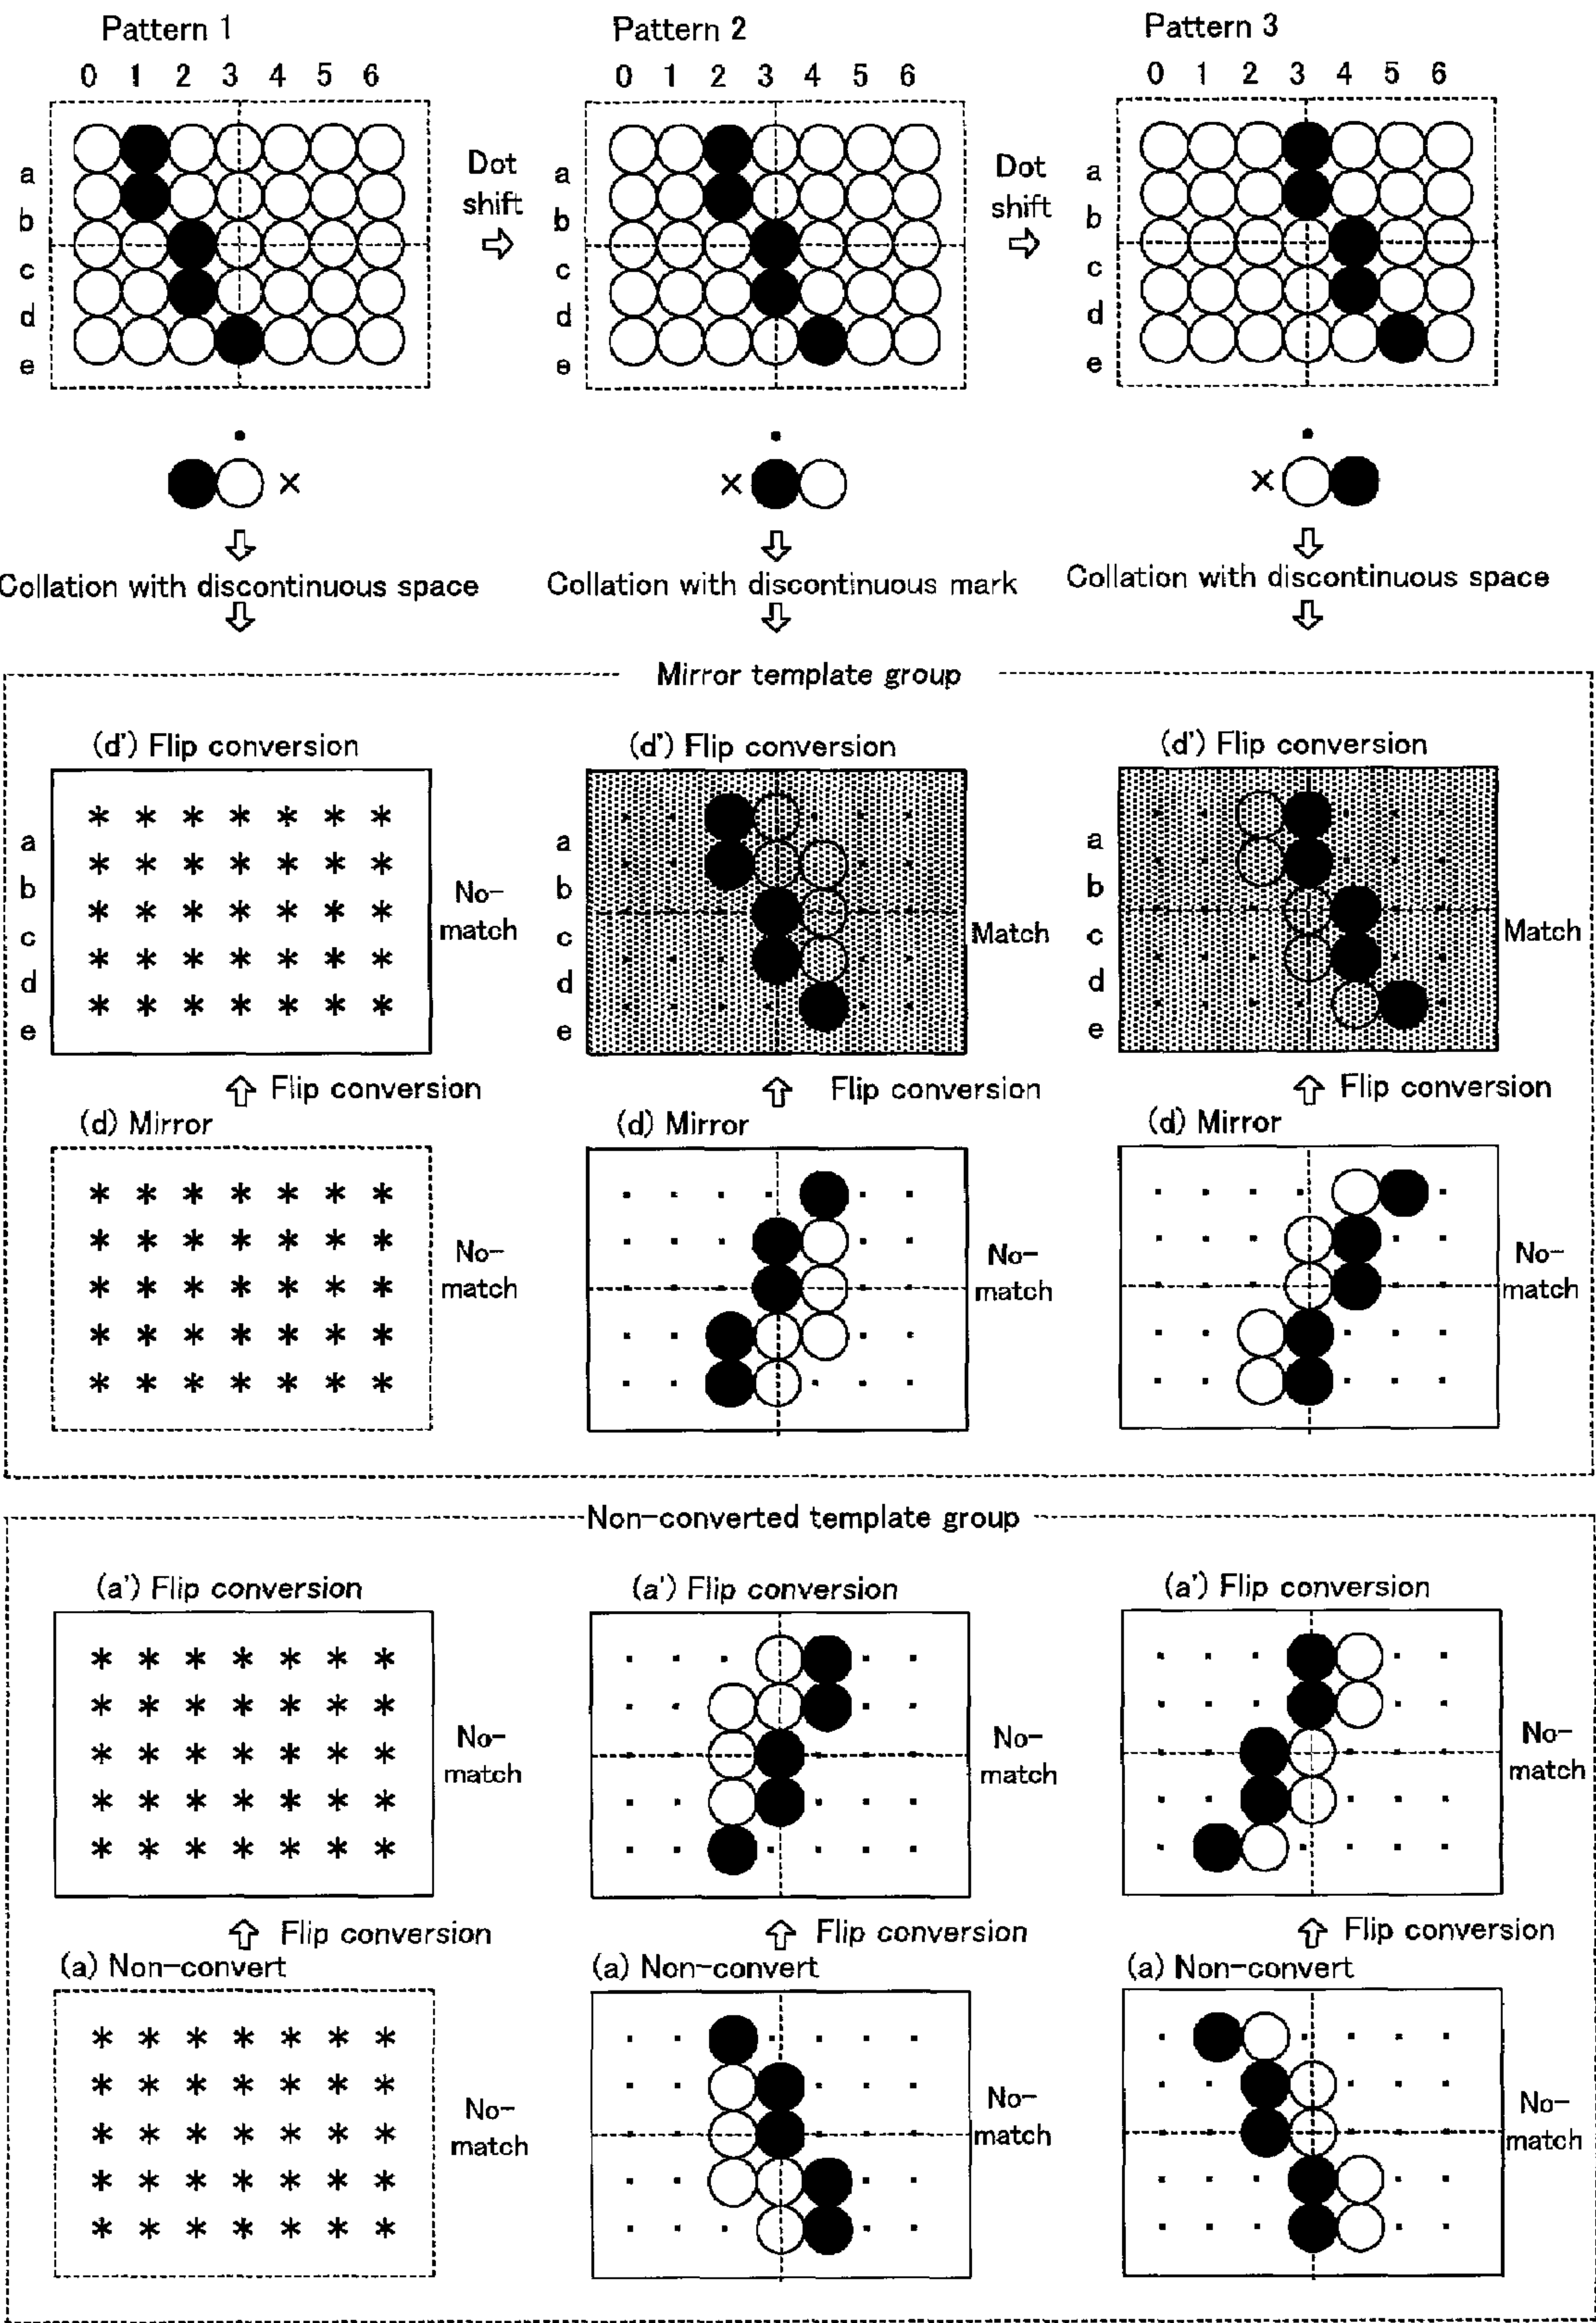 Pattern 1
Pattern 2
Pattern 3
0 1 2 3 4 5 6
0 1 2 3 4 5 6
0 1 2 3 4 5 6
a
b
c
d
e
Dot
shift
a
b
c
d
e
Dot
shift
a
b
c
d
e
×
×
×
Collation with discontinuous space
Collation with discontinuous mark
Collation with discontinuous space
Mirror template group
(d') Flip conversion
(d') Flip conversion
(d') Flip conversion
a
b
c
d
e
* * * * * * *
* * * * * * *
* * * * * * *
* * * * * * *
* * * * * * *
No-
match
a
b
c
d
e
Match
a
b
c
d
e
Match
Flip conversion
Flip conversion
Flip conversion
(d) Mirror
(d) Mirror
(d) Mirror
* * * * * * *
* * * * * * *
* * * * * * *
* * * * * * *
* * * * * * *
No-
match
No-
match
No-
match
Non-converted template group
(a') Flip conversion
(a') Flip conversion
(a') Flip conversion
* * * * * * *
* * * * * * *
* * * * * * *
* * * * * * *
* * * * * * *
No-
match
No-
match
No-
match
Flip conversion
Flip conversion
Flip conversion
(a) Non-convert
(a) Non-convert
(a) Non-convert
* * * * * * *
* * * * * * *
* * * * * * *
* * * * * * *
* * * * * * *
No-
match
No-
match
No-
match